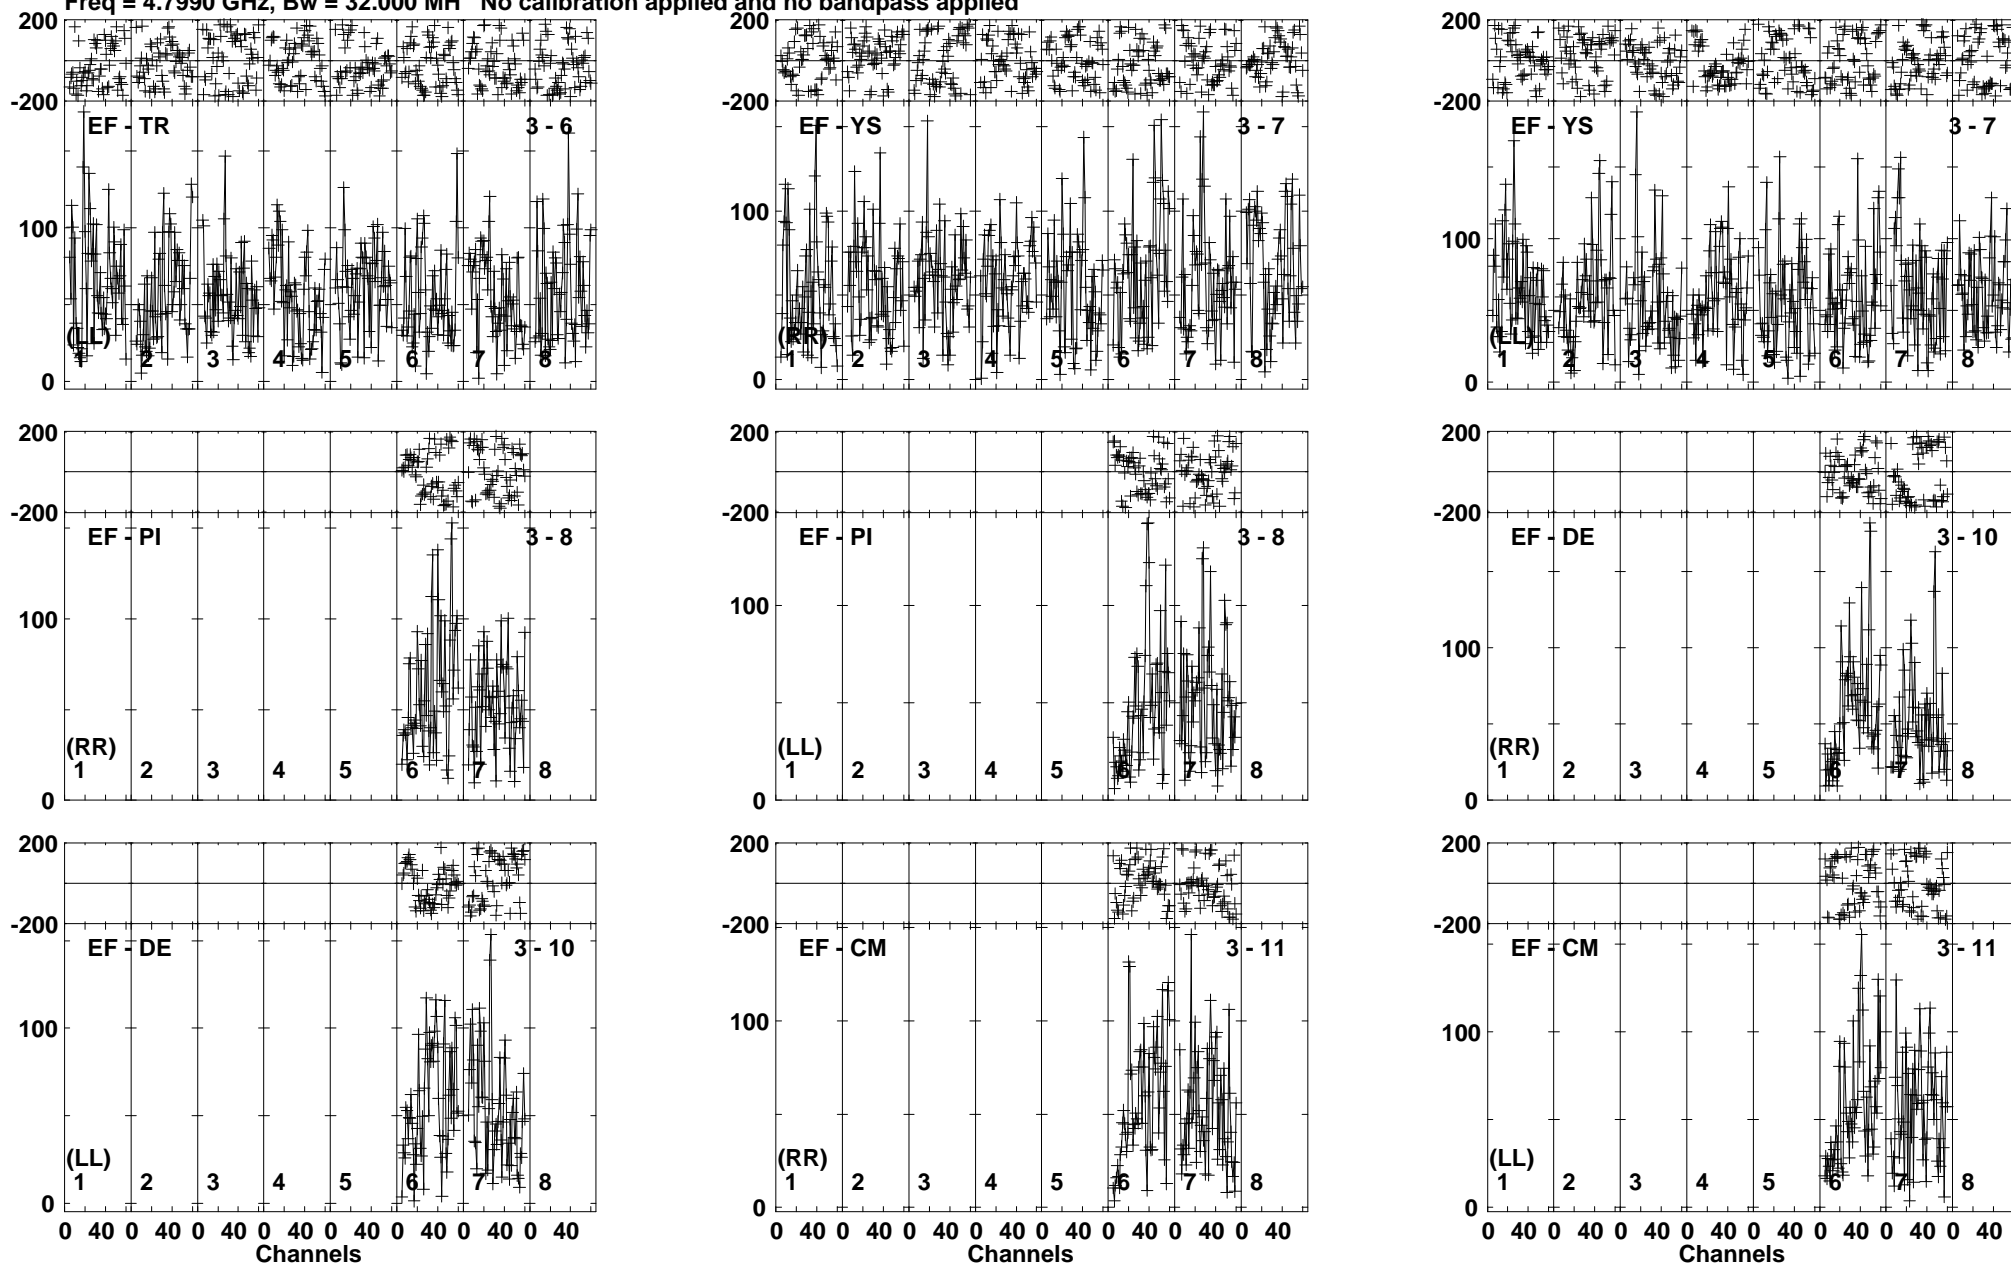 Freq = 4.7990 GHz, Bw = 32.000 MH No calibration applied and no bandpass applied
200 200 200
-200 -200 -200
EF - TR 3 - 6 EF - YS 3 - 7 EF - YS 3 - 7
100 100 100
(LL) (RR) (LL)
1 2 3 4 5 6 7 8 1 2 3 4 5 6 7 8 1 2 3 4 5 6 7 8
0 0 0
200 200 200
-200 -200 -200
EF - PI 3 - 8 EF - PI 3 - 8 EF - DE 3 - 10
100 100 100
(RR) (LL) (RR)
1 2 3 4 5 6 7 8 1 2 3 4 5 6 7 8 1 2 3 4 5 6 7 8
0 0 0
200 200 200
-200 -200 -200
EF - DE 3 - 10 EF - CM 3 - 11 EF - CM 3 - 11
100 100 100
(LL) (RR) (LL)
1 2 3 4 5 6 7 8 1 2 3 4 5 6 7 8 1 2 3 4 5 6 7 8
0 0 0
0 40 0 40 0 40 0 40 0 40 0 40 0 40 0 40 0 40 0 40 0 40 0 40 0 40 0 40 0 40 0 40 0 40 0 40 0 40 0 40 0 40 0 40 0 40 0 40
Channels Channels Channels